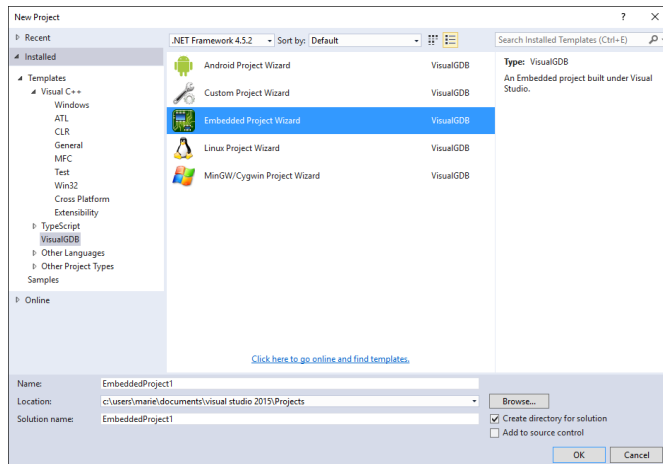 New Project
? ×
Recent
.NET Framework 4.5.2 Sort by: Default
Search Installed Templates (Ctrl+E)
Installed
Templates
Visual C++
Windows
ATL
CLR
General
MFC
Test
Win32
Cross Platform
Extensibility
TypeScript
VisualGDB
Other Languages
Other Project Types
Samples
Online
Android Project Wizard VisualGDB
Custom Project Wizard VisualGDB
Embedded Project Wizard VisualGDB
Linux Project Wizard VisualGDB
MinGW/Cygwin Project Wizard VisualGDB
Click here to go online and find templates.
Type: VisualGDB
An Embedded project built under Visual
Studio.
Name: EmbeddedProject1
Location: c:\users\marie\documents\visual studio 2015\Projects Browse...
Solution name: EmbeddedProject1
Create directory for solution
Add to source control
OK Cancel